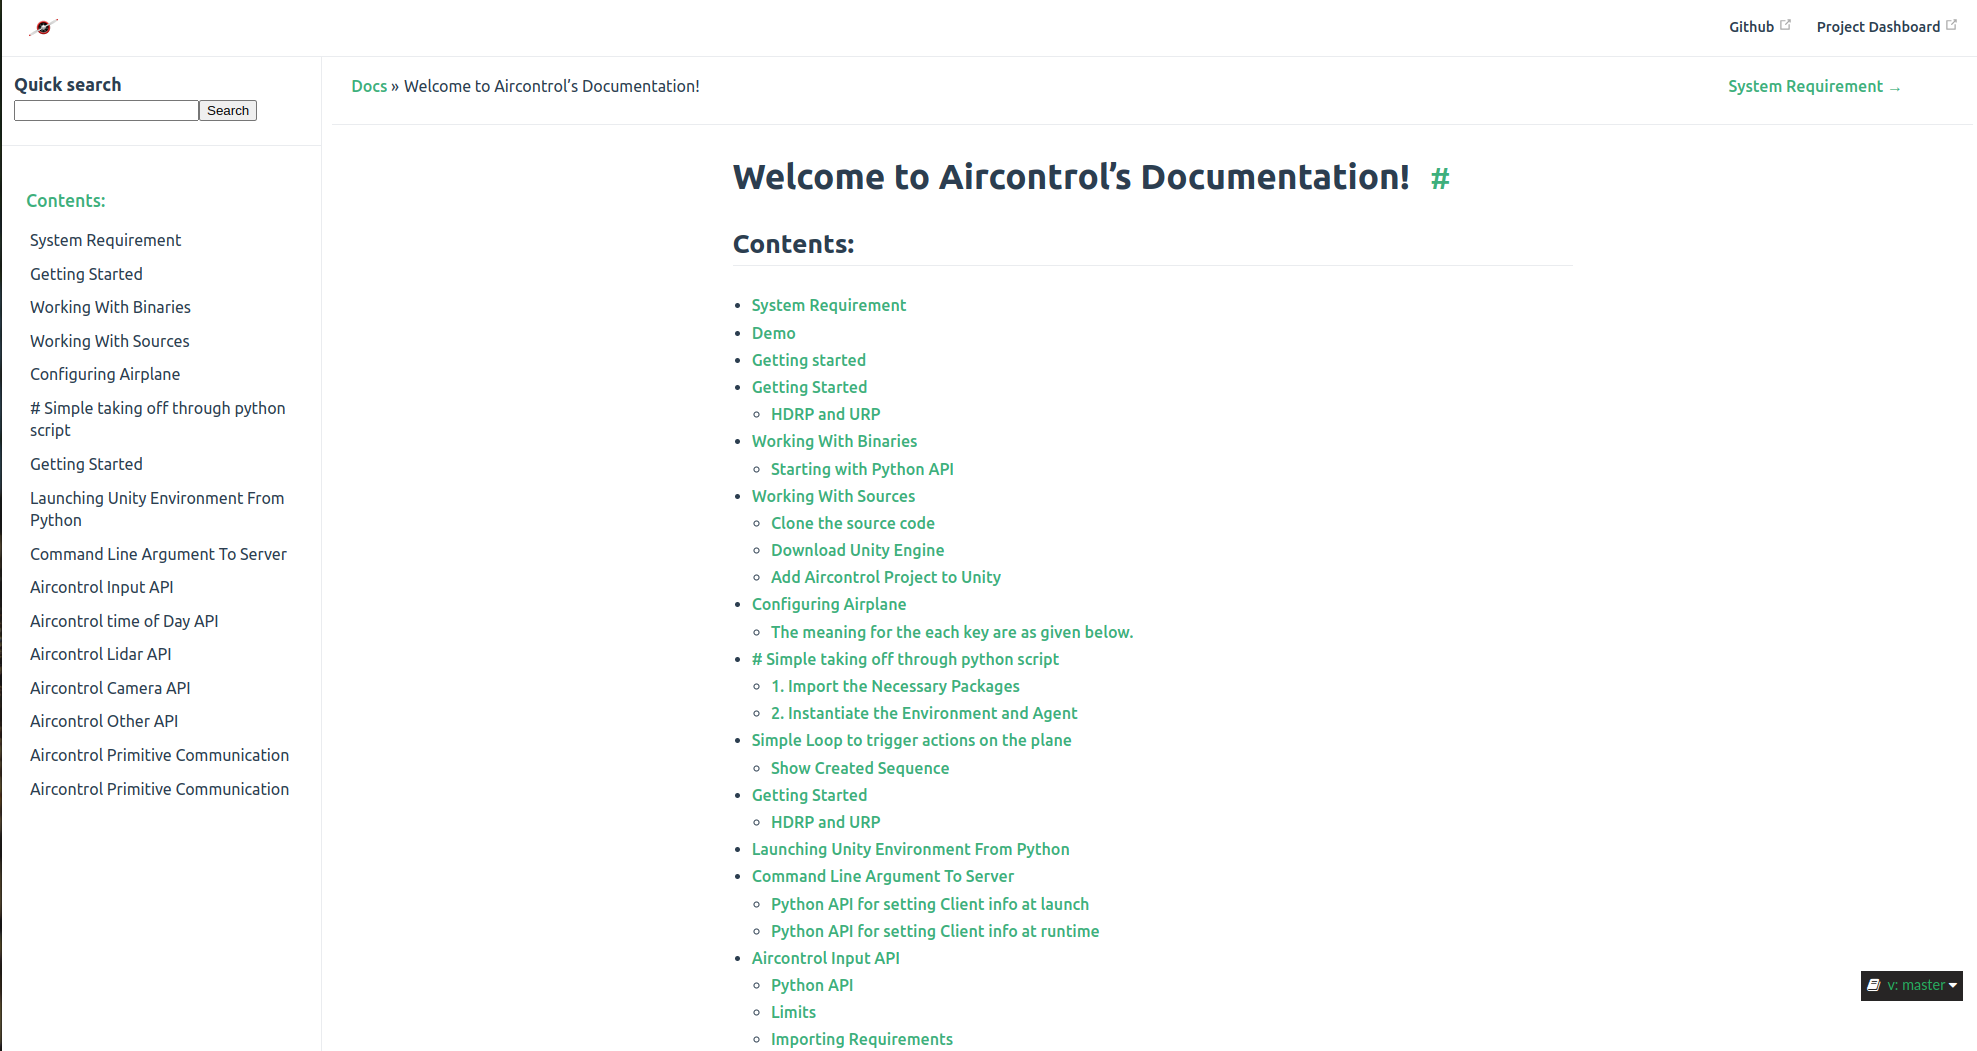 Github
Project Dashboard
Quick search
Search
Contents:
System Requirement
Getting Started
Working With Binaries
Working With Sources
Configuring Airplane
# Simple taking off through python
script
Getting Started
Launching Unity Environment From
Python
Command Line Argument To Server
Aircontrol Input API
Aircontrol time of Day API
Aircontrol Lidar API
Aircontrol Camera API
Aircontrol Other API
Aircontrol Primitive Communication
Aircontrol Primitive Communication
Docs » Welcome to Aircontrol’s Documentation!
System Requirement →
Welcome to Aircontrol’s Documentation! #
Contents:
• System Requirement
• Demo
• Getting started
• Getting Started
◦ HDRP and URP
• Working With Binaries
◦ Starting with Python API
• Working With Sources
◦ Clone the source code
◦ Download Unity Engine
◦ Add Aircontrol Project to Unity
• Configuring Airplane
◦ The meaning for the each key are as given below.
• # Simple taking off through python script
◦ 1. Import the Necessary Packages
◦ 2. Instantiate the Environment and Agent
• Simple Loop to trigger actions on the plane
◦ Show Created Sequence
• Getting Started
◦ HDRP and URP
• Launching Unity Environment From Python
• Command Line Argument To Server
◦ Python API for setting Client info at launch
◦ Python API for setting Client info at runtime
• Aircontrol Input API
◦ Python API
◦ Limits
◦ Importing Requirements
v: master